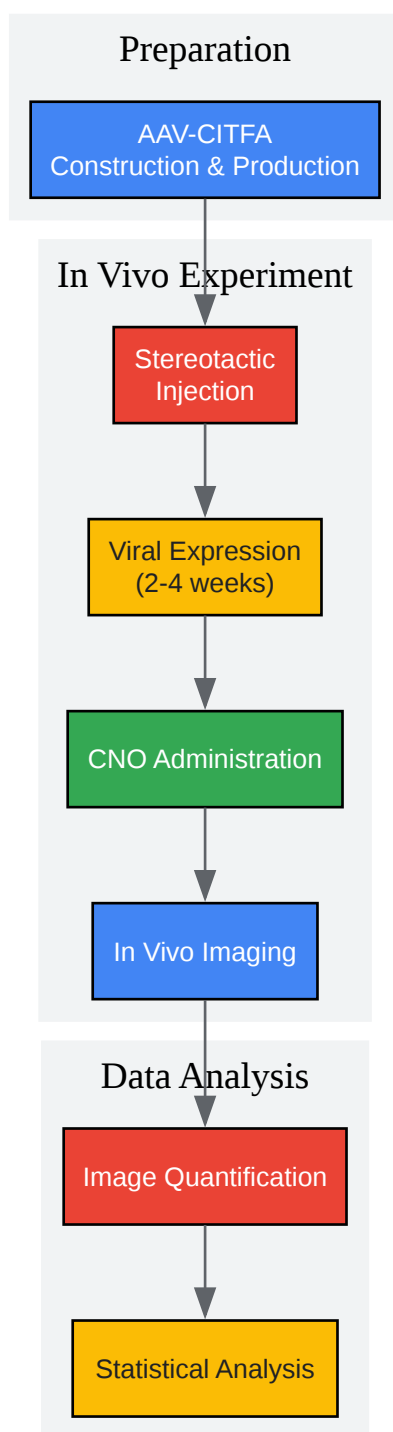 Preparation
AAV-CITFA
Construction & Production
In Vivo Experiment
Stereotactic
Injection
Viral Expression
(2-4 weeks)
CNO Administration
In Vivo Imaging
Data Analysis
Image Quantification
Statistical Analysis